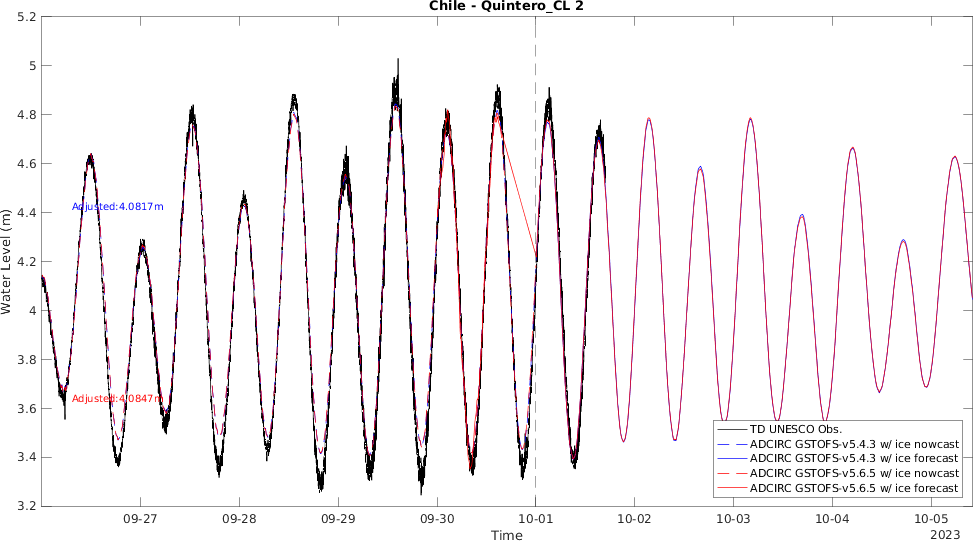 Chile - Quintero_CL 2
5.2
5
4.8
4.6
4.4
4.2
4
3.8
3.6
3.4
3.2
Water Level (m)
Adjusted:4.0817m
Adjusted:4.0847m
TD UNESCO Obs.
ADCIRC GSTOFS-v5.4.3 w/ ice nowcast
ADCIRC GSTOFS-v5.4.3 w/ ice forecast
ADCIRC GSTOFS-v5.6.5 w/ ice nowcast
ADCIRC GSTOFS-v5.6.5 w/ ice forecast
09-27 09-28 09-29 09-30 10-01 10-02 10-03 10-04 10-05
Time
2023